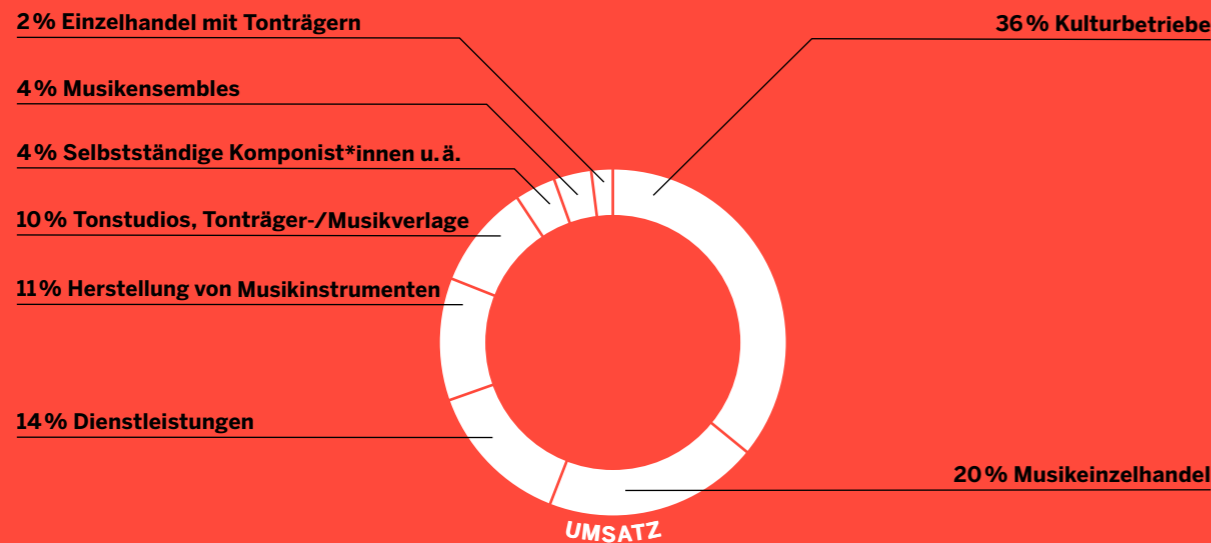 2% Einzelhandel mit Tonträgern
36% Kulturbetriebe
4% Musikensembles
4% Selbstständige Komponist*innen u.ä.
10% Tonstudios, Tonträger-/Musikverlage
11% Herstellung von Musikinstrumenten
14% Dienstleistungen
20% Musikeinzelhandel
UMSATZ